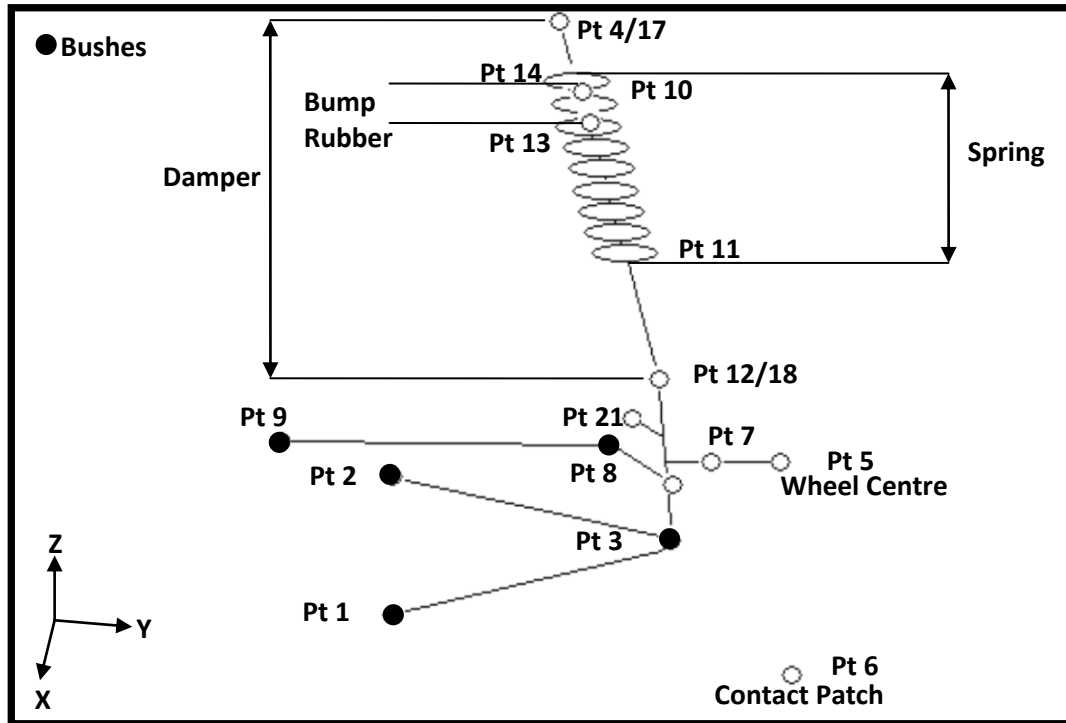 Bushes
Pt 4/17
Pt 14
Pt 10
Bump
Rubber
Pt 13
Spring
Damper
Pt 11
Pt 12/18
Pt 9
Pt 21
Pt 7
Pt 2
Pt 8
Pt 5
Wheel Centre
Pt 3
Z
Pt 1
Y
X
Pt 6
Contact Patch